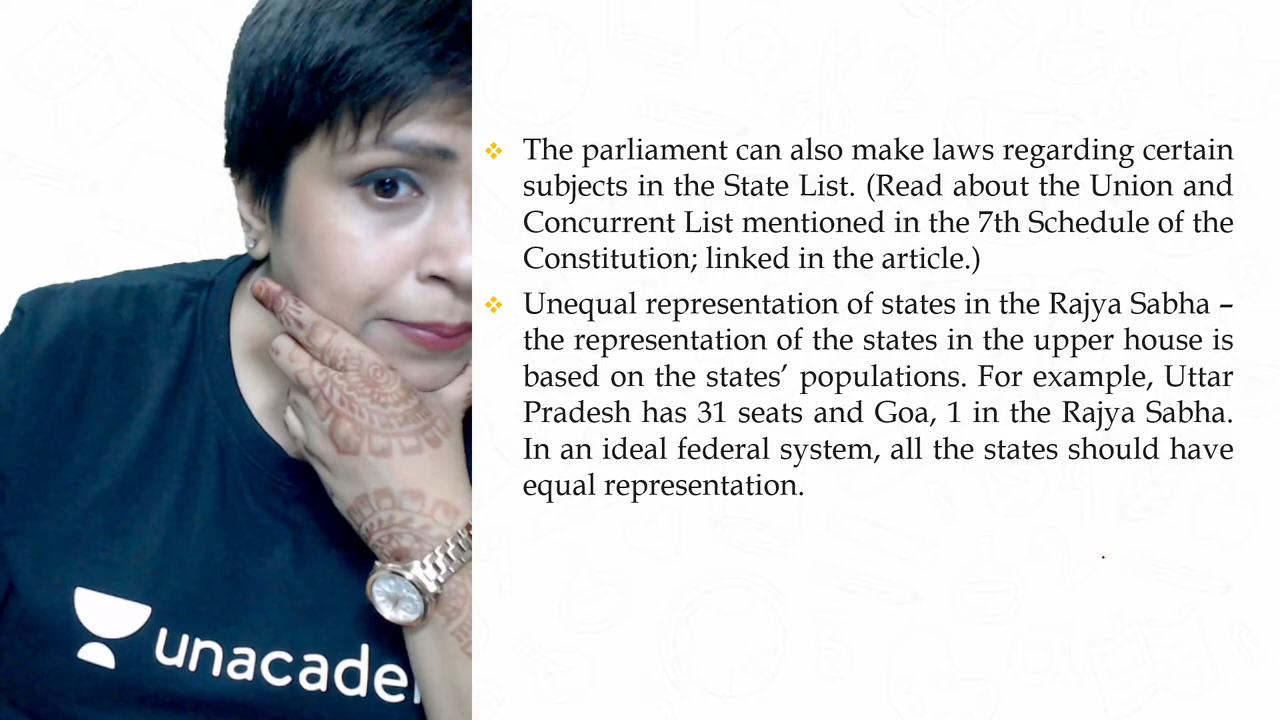 The parliament can also make laws regarding certain
subjects in the State List. (Read about the Union and
Concurrent List mentioned in the 7th Schedule of the
Constitution; linked in the article.)
Unequal representation of states in the Rajya Sabha –
the representation of the states in the upper house is
based on the states’ populations. For example, Uttar
Pradesh has 31 seats and Goa, 1 in the Rajya Sabha.
In an ideal federal system, all the states should have
equal representation.
unacade